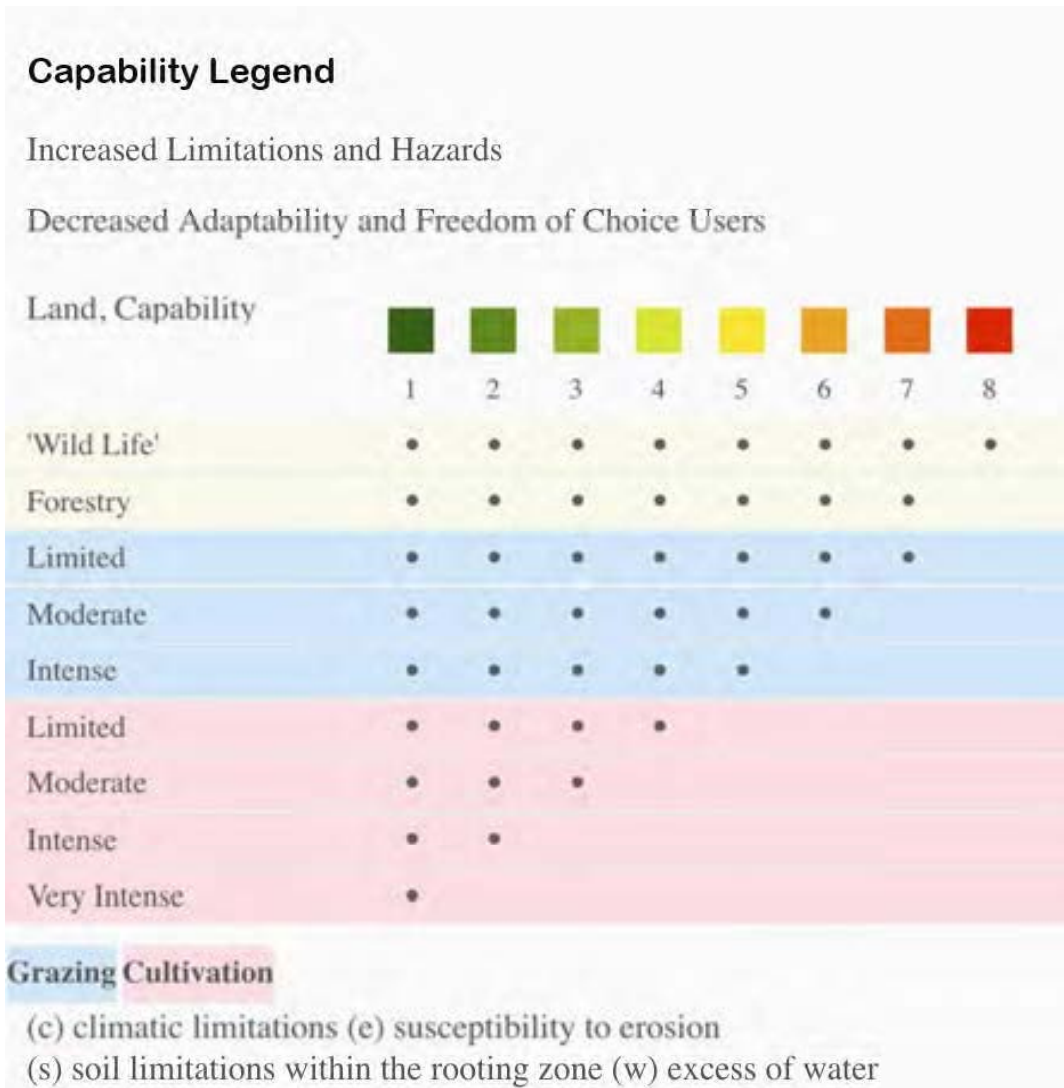 Capability Legend
Increased Limitations and Hazards
Decreased Adaptability and Freedom of Choice Users
Land, Capability
1 2 3 4 5 6 7 8
'Wild Life'
Forestry
Limited
Moderate
Intense
Limited
Moderate
Intense
Very Intense
Grazing Cultivation
(c) climatic limitations (e) susceptibility to erosion
(s) soil limitations within the rooting zone (w) excess of water